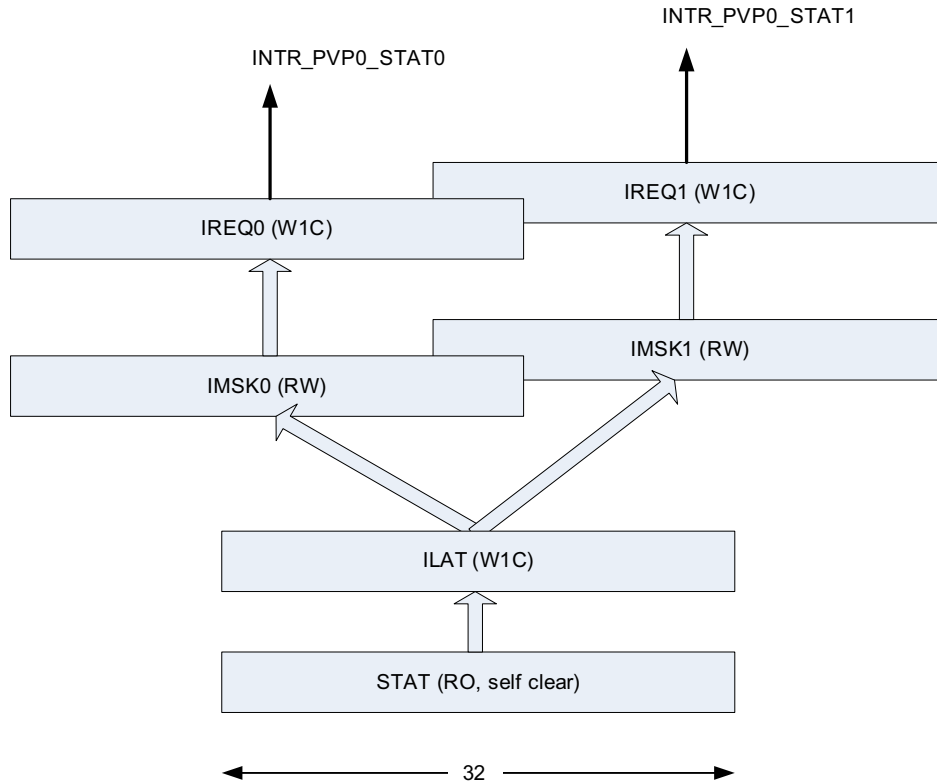 INTR_PVP0_STAT1
INTR_PVP0_STAT0
IREQ1 (W1C)
IREQ0 (W1C)
IMSK1 (RW)
IMSK0 (RW)
ILAT (W1C)
STAT (RO, self clear)
32